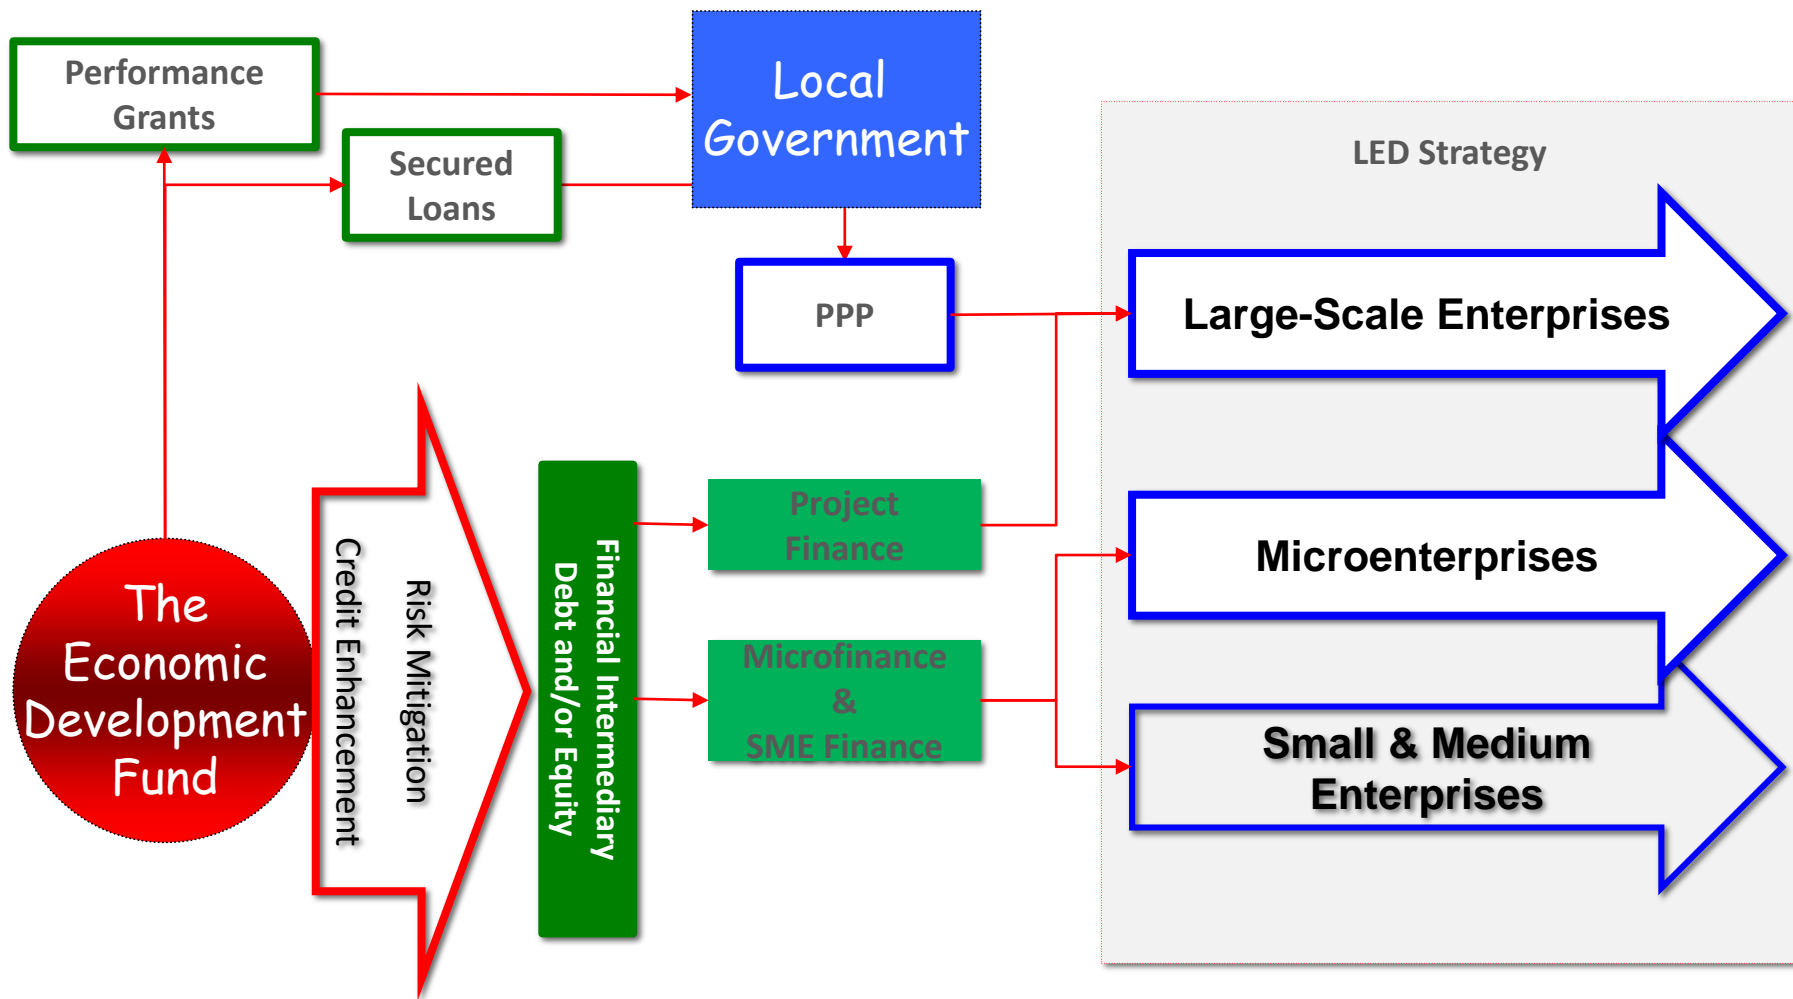 Performance
Grants
Local
Government
Secured
Loans
LED Strategy
PPP
Large-Scale Enterprises
The
Economic
Development
Fund
Credit Enhancement
Risk Mitigation
Financial Intermediary
Debt and/or Equity
Project
Finance
Microfinance
&
SME Finance
Microenterprises
Small & Medium
Enterprises